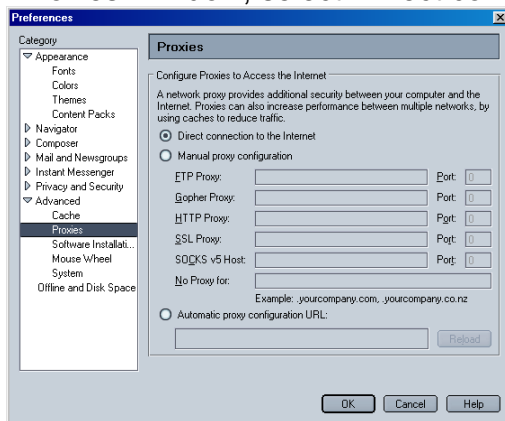 Preferences
Category
Appearance
Fonts
Colors
Themes
Content Packs
Navigator
Composer
Mail and Newsgroups
Instant Messenger
Privacy and Security
Advanced
Cache
Proxies
Software Installati...
Mouse Wheel
System
Offline and Disk Space
Proxies
Configure Proxies to Access the Internet
A network proxy provides additional security between your computer and the
Internet. Proxies can also increase performance between multiple networks, by
using caches to reduce traffic.
Direct connection to the Internet
Manual proxy configuration
FTP Proxy: Port: 0
Gopher Proxy: Port: 0
HTTP Proxy: Port: 0
SSL Proxy: Port: 0
SOCKS v5 Host: Port: 0
No Proxy for:
Example: .yourcompany.com, .yourcompany.co.nz
Automatic proxy configuration URL:
Reload
OK Cancel Help